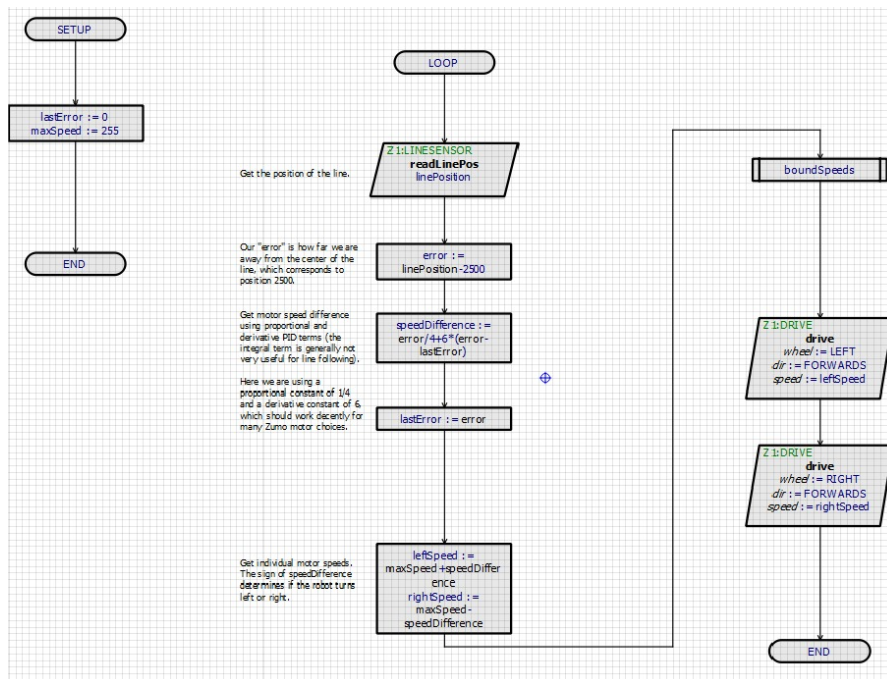 SETUP
lastError := 0
maxSpeed := 255
END
LOOP
Z1:LINESENSOR
readLinePos
linePosition
Get the position of the line.
Our "error" is how far we are
away from the center of the
line, which corresponds to
position 2500.
error :=
linePosition-2500
Get motor speed difference
using proportional and
derivative PID terms (the
integral term is generally not
very useful for line following).
speedDifference :=
error/4+6*(error-
lastError)
Here we are using a
proportional constant of 1/4
and a derivative constant of 6,
which should work decently for
many Zumo motor choices.
lastError := error
Get individual motor speeds.
The sign of speedDifference
determines if the robot turns
left or right.
leftSpeed :=
maxSpeed+speedDiffer
ence
rightSpeed :=
maxSpeed-
speedDifference
boundSpeeds
Z1:DRIVE
drive
wheel := LEFT
dir := FORWARDS
speed := leftSpeed
Z1:DRIVE
drive
wheel := RIGHT
dir := FORWARDS
speed := rightSpeed
END